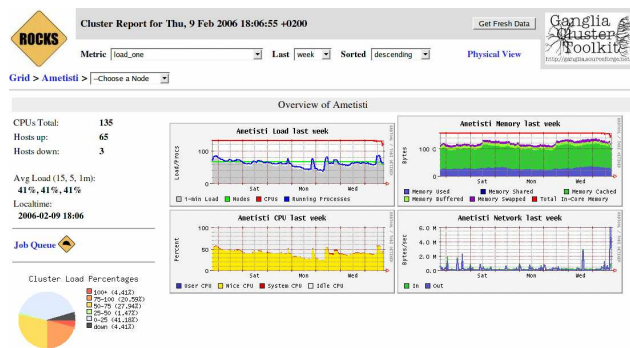 ROCKS
Cluster Report for Thu, 9 Feb 2006 18:06:55 +0200
Get Fresh Data
Ganglia
Cluster
Toolkit
Metric load_one Last week Sorted descending Physical View
Grid > Ametisti > --Choose a Node
Overview of Ametisti
CPUs Total: 135
Hosts up: 65
Hosts down: 3
Avg Load (15, 5, 1m):
41%, 41%, 41%
Localtime:
2006-02-09 18:06
Job Queue
Cluster Load Percentages
100+ (4.41%)
75-100 (20.59%)
50-75 (27.94%)
25-50 (1.47%)
0-25 (41.18%)
down (4.41%)
Ametisti Load last week
Load/Procs
100
0
Sat Mon Wed
1-min Load Nodes CPUs Running Processes
Ametisti Memory last week
Bytes
100 G
0
Sat Mon Wed
Memory Used Memory Shared Memory Cached
Memory Buffered Memory Swapped Total In-Core Memory
Ametisti CPU last week
Percent
100
50
0
Sat Mon Wed
User CPU Nice CPU System CPU Idle CPU
Ametisti Network last week
Bytes/sec
6.0 M
4.0 M
2.0 M
0.0
Sat Mon Wed
In Out